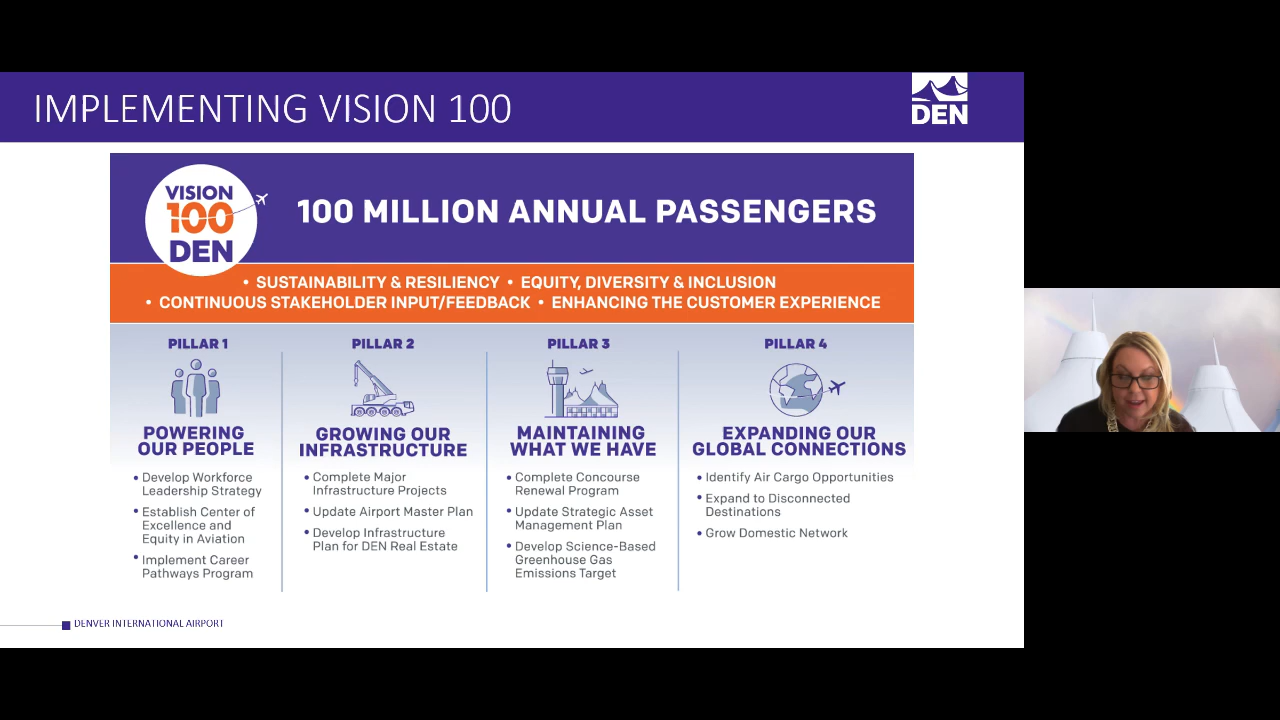 IMPLEMENTING VISION 100
DEN
VISION
100
DEN
100 MILLION ANNUAL PASSENGERS
• SUSTAINABILITY & RESILIENCY • EQUITY, DIVERSITY & INCLUSION
• CONTINUOUS STAKEHOLDER INPUT/FEEDBACK • ENHANCING THE CUSTOMER EXPERIENCE
PILLAR 1
POWERING
OUR PEOPLE
• Develop Workforce
Leadership Strategy
• Establish Center of
Excellence and
Equity in Aviation
• Implement Career
Pathways Program
PILLAR 2
GROWING OUR
INFRASTRUCTURE
• Complete Major
Infrastructure Projects
• Update Airport Master Plan
• Develop Infrastructure
Plan for DEN Real Estate
PILLAR 3
MAINTAINING
WHAT WE HAVE
• Complete Concourse
Renewal Program
• Update Strategic Asset
Management Plan
• Develop Science-Based
Greenhouse Gas
Emissions Target
PILLAR 4
EXPANDING OUR
GLOBAL CONNECTIONS
• Identify Air Cargo Opportunities
• Expand to Disconnected
Destinations
• Grow Domestic Network
DENVER INTERNATIONAL AIRPORT